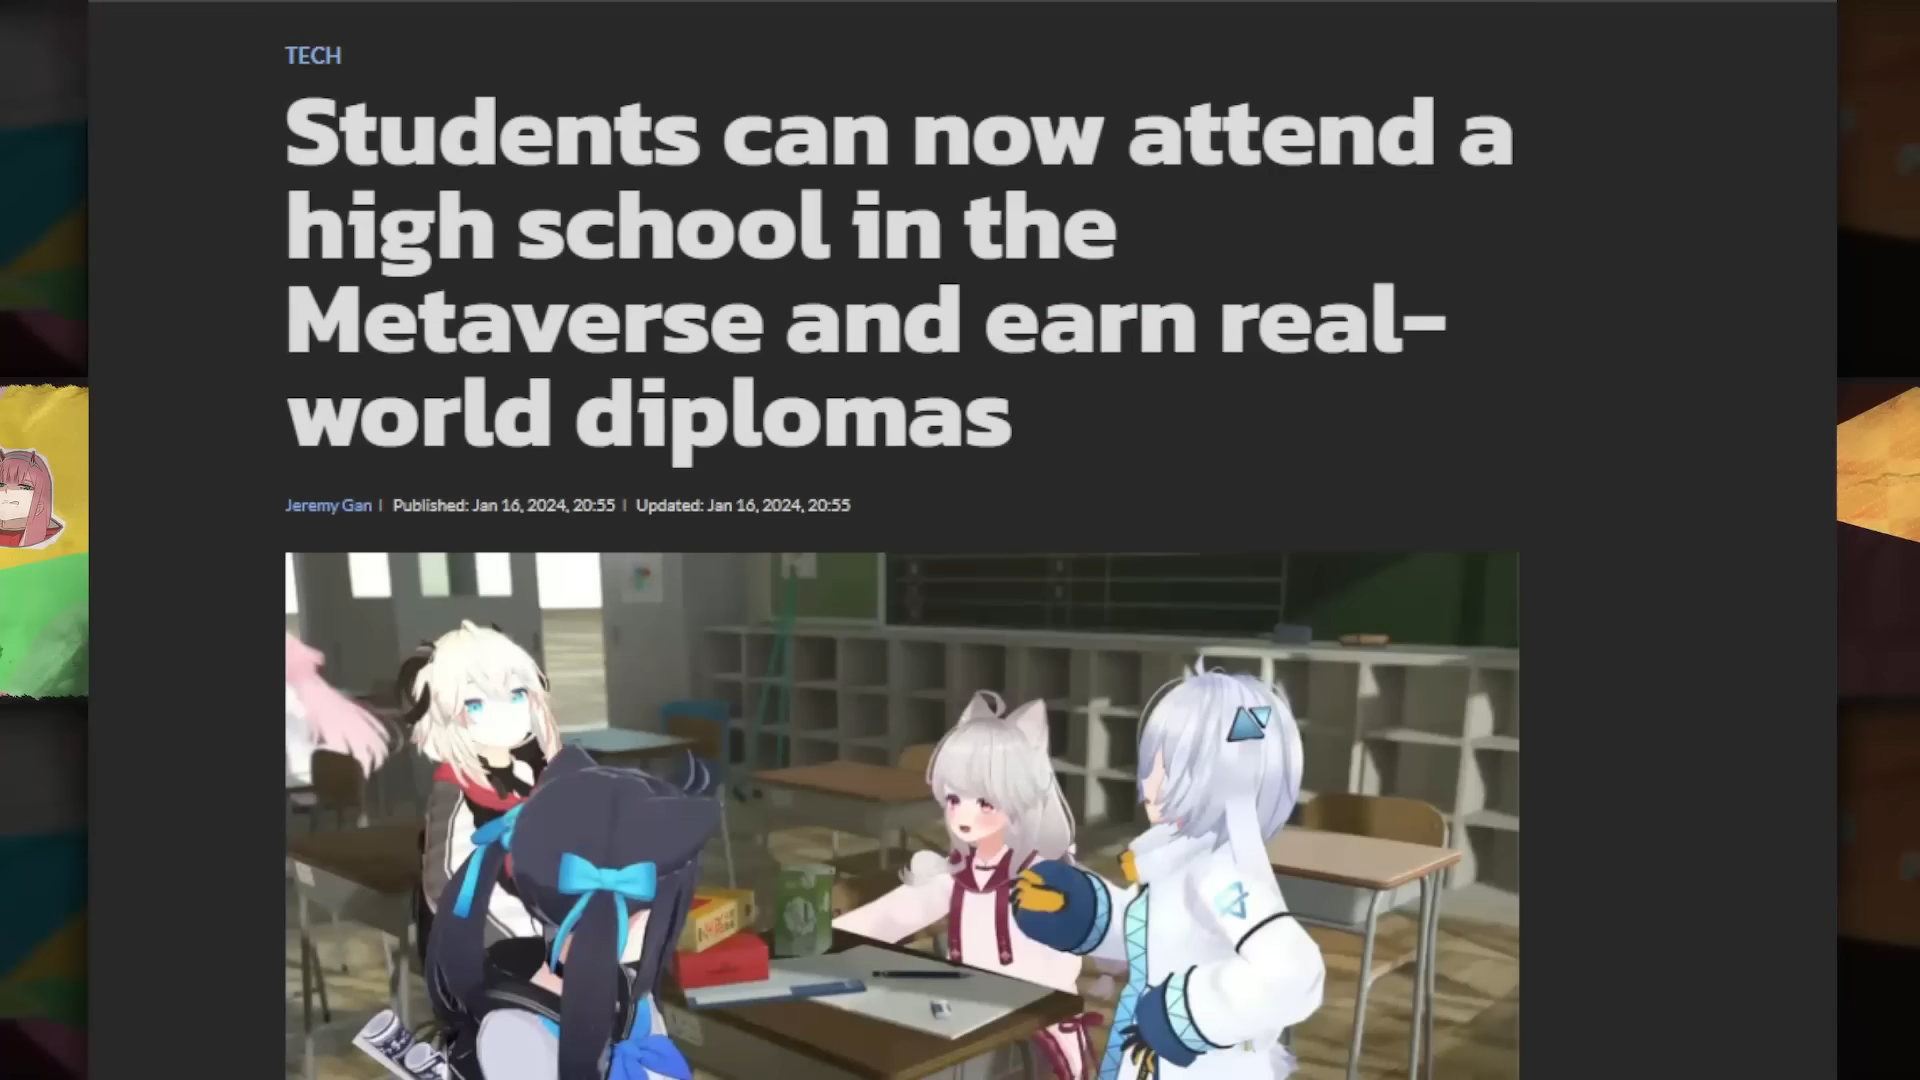 TECH
Students can now attend a
high school in the
Metaverse and earn real-
world diplomas
Jeremy Gan | Published: Jan 16, 2024, 20:55 | Updated: Jan 16, 2024, 20:55